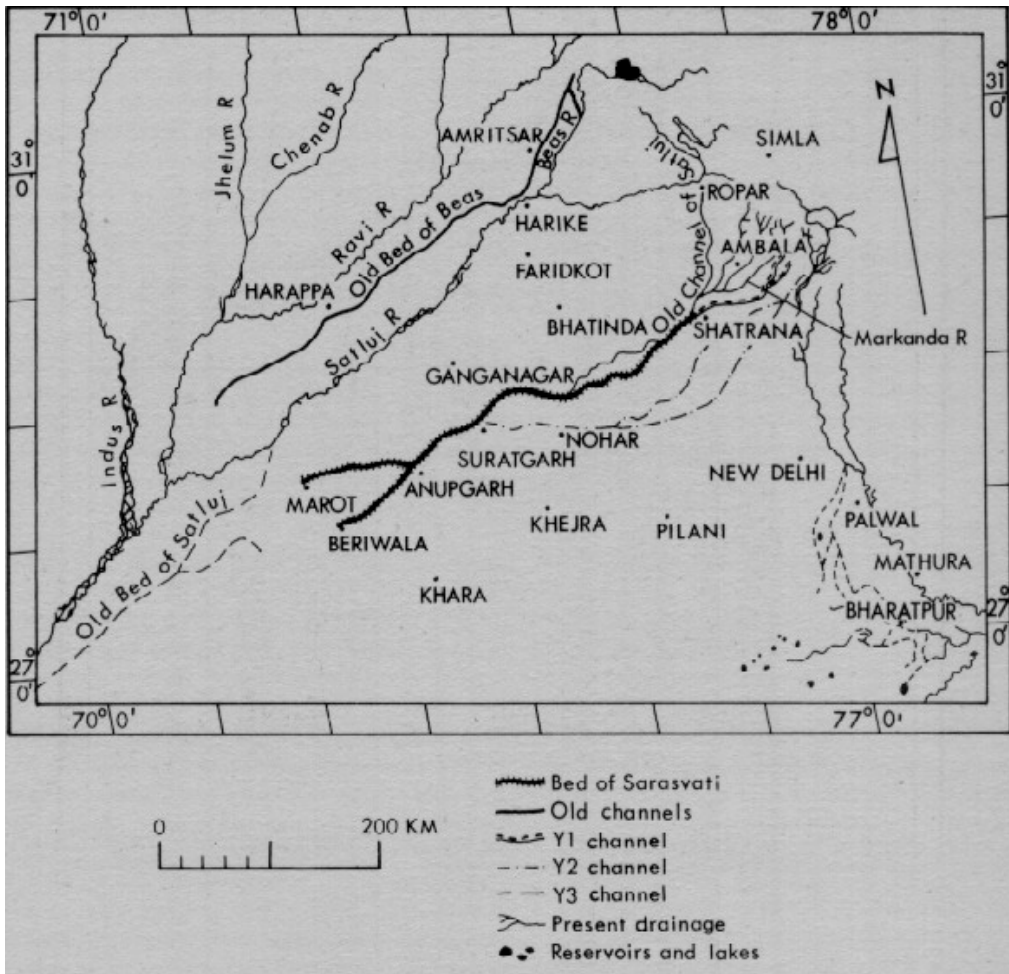 71° 0'
78° 0'
31° 0'
31° 0'
N
Jhelum R
Chenab R
AMRITSAR
Beas R
Satluj
SIMLA
ROPAR
Ravi R
Old Bed of Beas
HARIKE
AMBALA
FARIDKOT
HARAPPA
Old Channel of
BHATINDA
SHATRANA
Markanda R
Satluj R
GANGANAGAR
Indus R
NOHAR
SURATGARH
NEW DELHI
MAROT
ANUPGARH
KHEJRA
PILANI
PALWAL
BERIWALA
Old Bed of Satluj
MATHURA
KHARA
BHARATPUR
27° 0'
27° 0'
70° 0'
77° 0'
0
200 KM
Bed of Sarasvati
Old channels
Y1 channel
Y2 channel
Y3 channel
Present drainage
Reservoirs and lakes